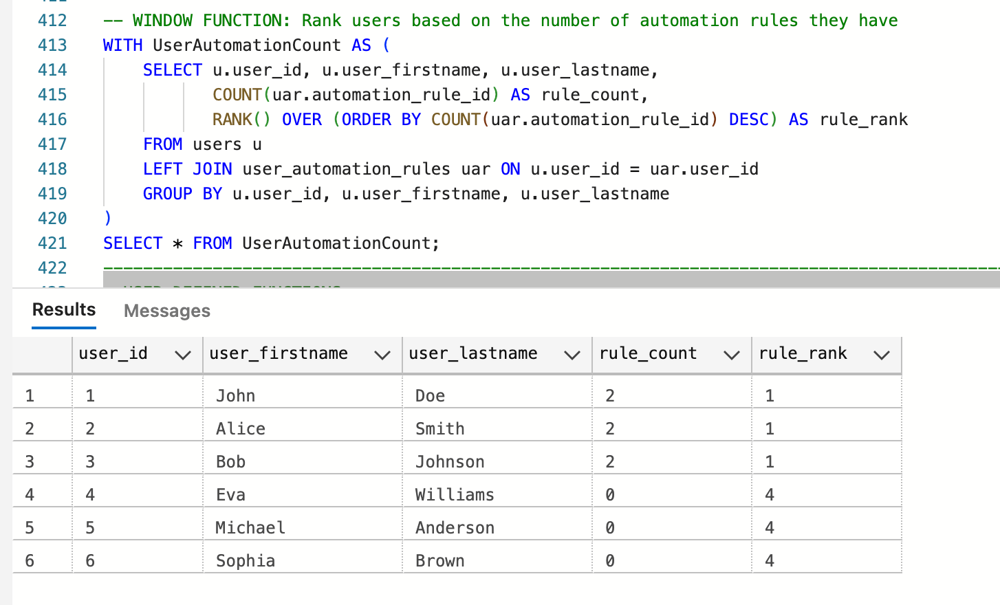 412 -- WINDOW FUNCTION: Rank users based on the number of automation rules they have
413 WITH UserAutomationCount AS (
414 SELECT u.user_id, u.user_firstname, u.user_lastname,
415 COUNT(uar.automation_rule_id) AS rule_count,
416 RANK() OVER (ORDER BY COUNT(uar.automation_rule_id) DESC) AS rule_rank
417 FROM users u
418 LEFT JOIN user_automation_rules uar ON u.user_id = uar.user_id
419 GROUP BY u.user_id, u.user_firstname, u.user_lastname
420 )
421 SELECT * FROM UserAutomationCount;
422
Results Messages
user_id user_firstname user_lastname rule_count rule_rank
1 1 John Doe 2 1
2 2 Alice Smith 2 1
3 3 Bob Johnson 2 1
4 4 Eva Williams 0 4
5 5 Michael Anderson 0 4
6 6 Sophia Brown 0 4